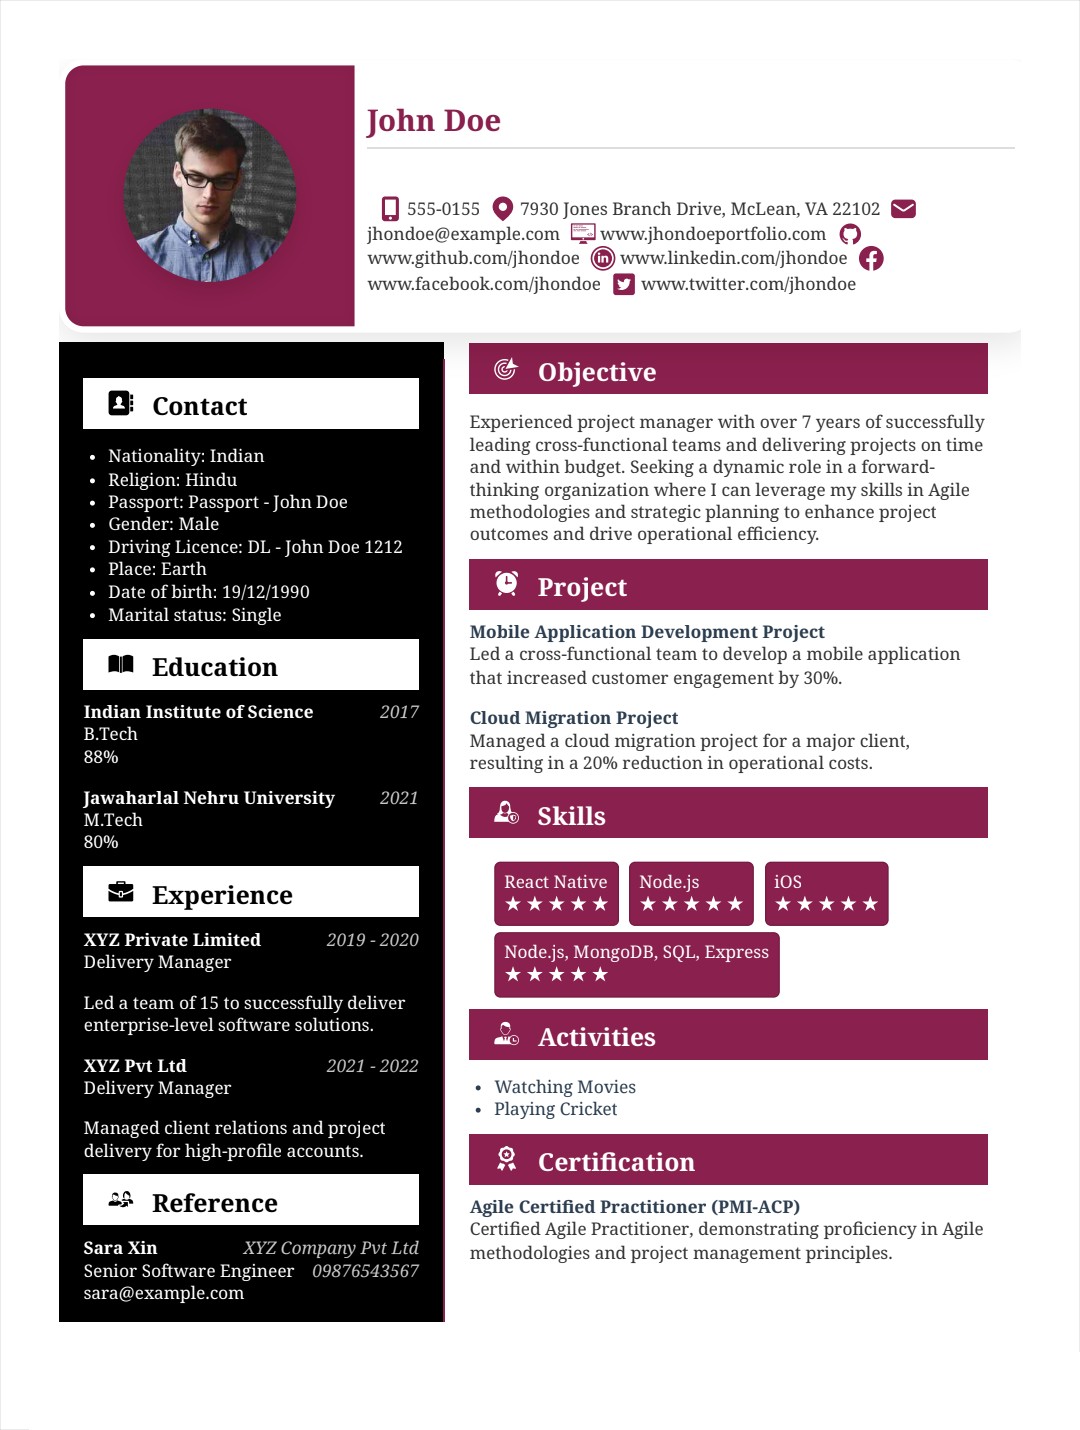 John Doe
555-0155 7930 Jones Branch Drive, McLean, VA 22102
jhondoe@example.com www.jhondoeportfolio.com
www.github.com/jhondoe www.linkedin.com/jhondoe
www.facebook.com/jhondoe www.twitter.com/jhondoe
Contact
• Nationality: Indian
• Religion: Hindu
• Passport: Passport - John Doe
• Gender: Male
• Driving Licence: DL - John Doe 1212
• Place: Earth
• Date of birth: 19/12/1990
• Marital status: Single
Education
Indian Institute of Science 2017
B.Tech
88%
Jawaharlal Nehru University 2021
M.Tech
80%
Experience
XYZ Private Limited 2019 - 2020
Delivery Manager
Led a team of 15 to successfully deliver
enterprise-level software solutions.
XYZ Pvt Ltd 2021 - 2022
Delivery Manager
Managed client relations and project
delivery for high-profile accounts.
Reference
Sara Xin XYZ Company Pvt Ltd
Senior Software Engineer 09876543567
sara@example.com
Objective
Experienced project manager with over 7 years of successfully
leading cross-functional teams and delivering projects on time
and within budget. Seeking a dynamic role in a forward-
thinking organization where I can leverage my skills in Agile
methodologies and strategic planning to enhance project
outcomes and drive operational efficiency.
Project
Mobile Application Development Project
Led a cross-functional team to develop a mobile application
that increased customer engagement by 30%.
Cloud Migration Project
Managed a cloud migration project for a major client,
resulting in a 20% reduction in operational costs.
Skills
React Native Node.js iOS
★★★★★ ★★★★★ ★★★★★
Node.js, MongoDB, SQL, Express
★★★★★
Activities
• Watching Movies
• Playing Cricket
Certification
Agile Certified Practitioner (PMI-ACP)
Certified Agile Practitioner, demonstrating proficiency in Agile
methodologies and project management principles.